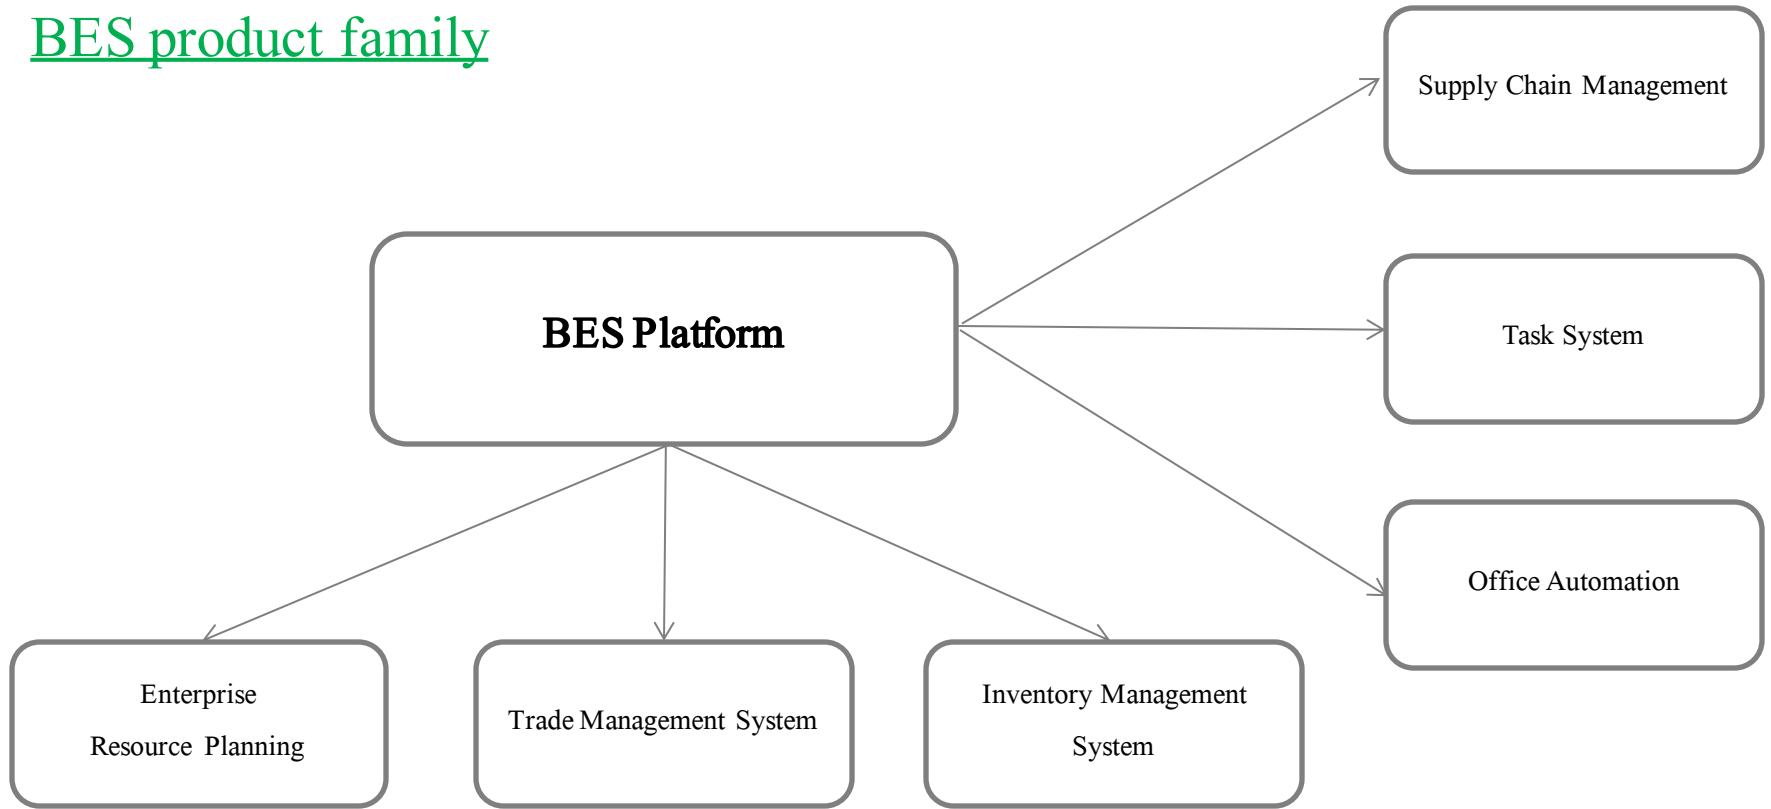 BES product family
Supply Chain Management
BES Platform
Task System
Office Automation
Enterprise
Resource Planning
Trade Management System
Inventory Management
System